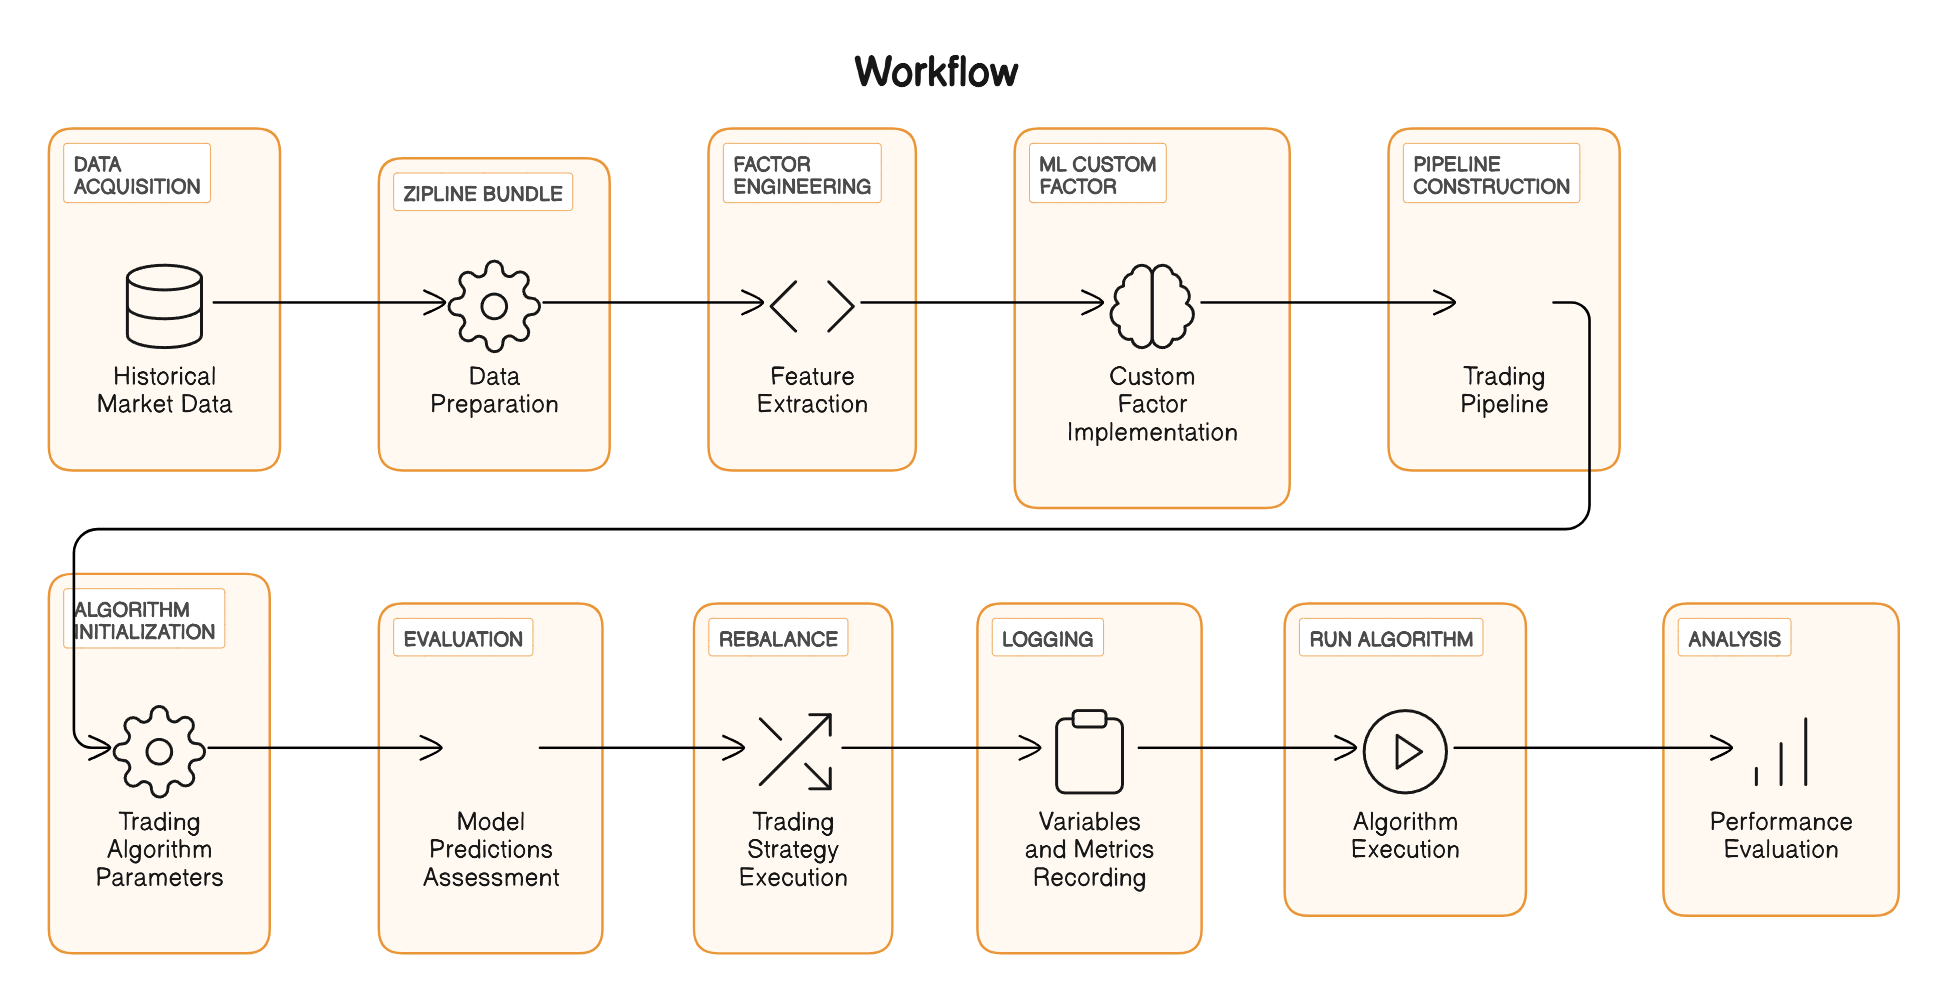 Workflow
DATA
ACQUISITION
Historical
Market Data
ZIPLINE BUNDLE
Data
Preparation
FACTOR
ENGINEERING
Feature
Extraction
ML CUSTOM
FACTOR
Custom
Factor
Implementation
PIPELINE
CONSTRUCTION
Trading
Pipeline
ALGORITHM
INITIALIZATION
Trading
Algorithm
Parameters
EVALUATION
Model
Predictions
Assessment
REBALANCE
Trading
Strategy
Execution
LOGGING
Variables
and Metrics
Recording
RUN ALGORITHM
Algorithm
Execution
ANALYSIS
Performance
Evaluation